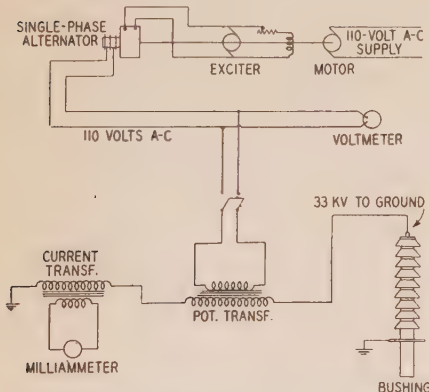 SINGLE-PHASE
ALTERNATOR
EXCITER
MOTOR
110-VOLT A-C
SUPPLY
110 VOLTS A-C
VOLTMETER
33 KV TO GROUND
CURRENT
TRANSF.
POT. TRANSF.
MILLIAMMETER
BUSHING